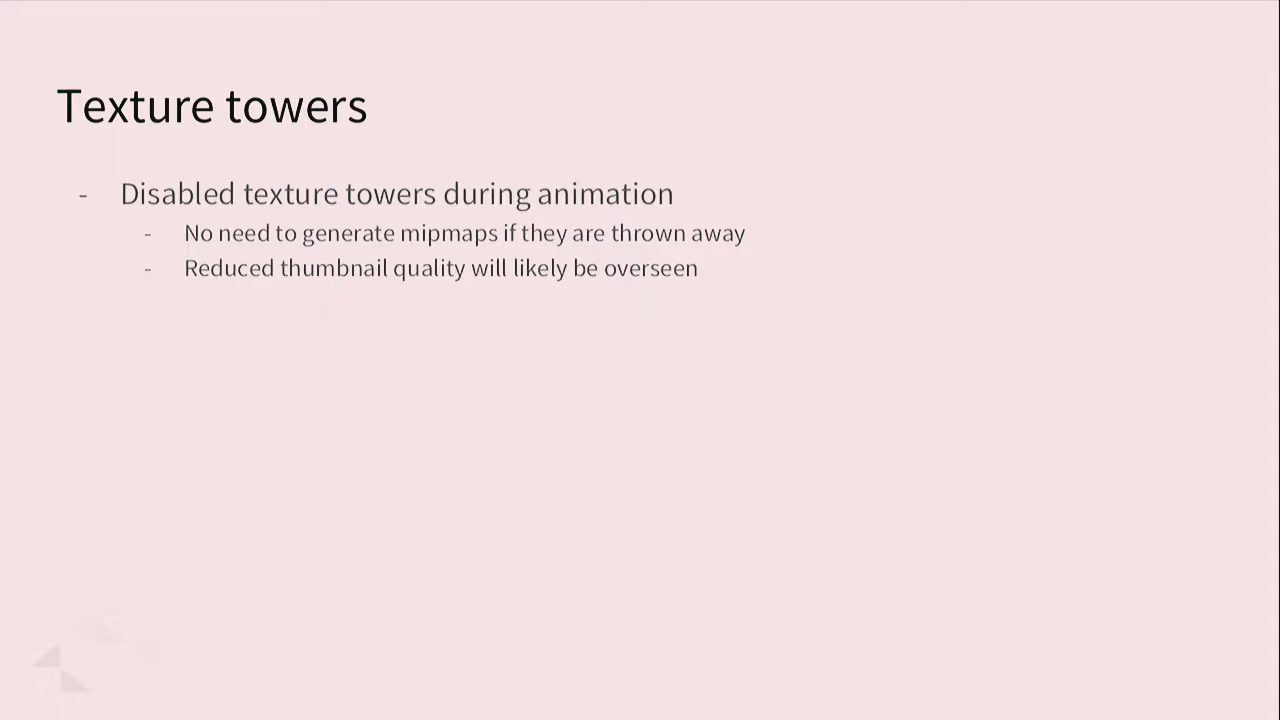 Texture towers
- Disabled texture towers during animation
- No need to generate mipmaps if they are thrown away
- Reduced thumbnail quality will likely be overseen